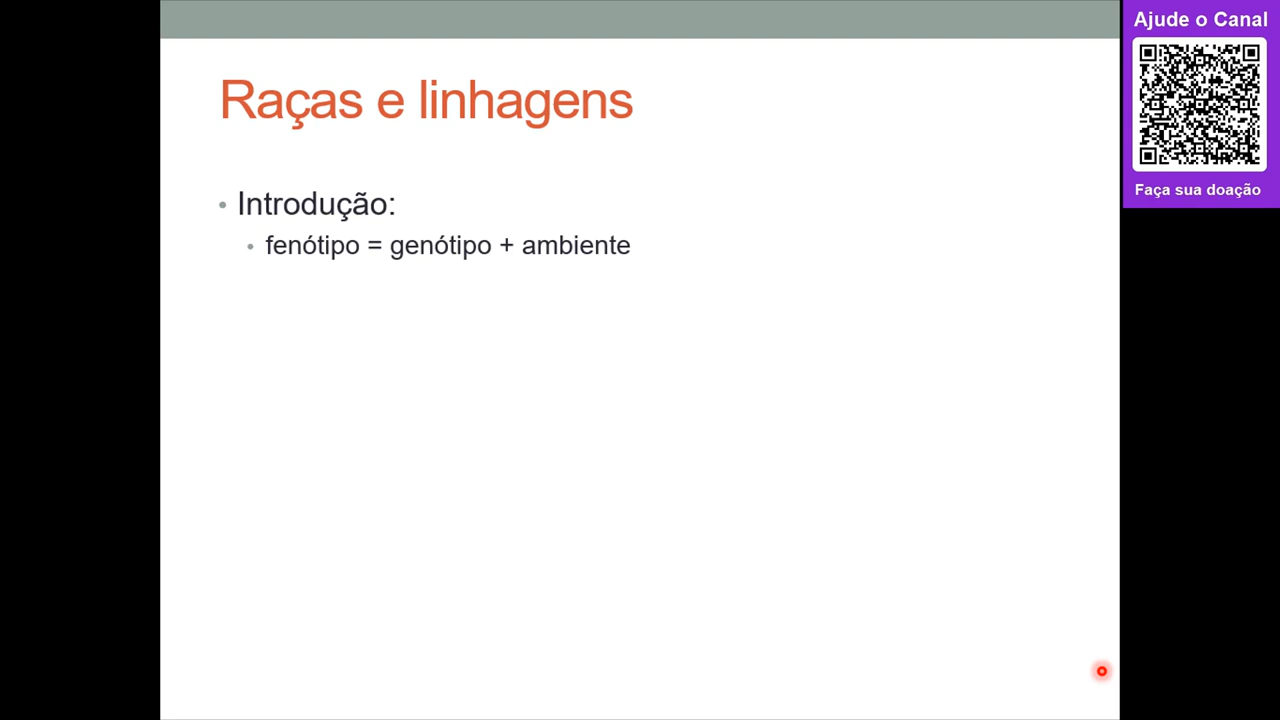 Raças e linhagens
• Introdução:
• fenótipo = genótipo + ambiente
Ajude o Canal
Faça sua doação